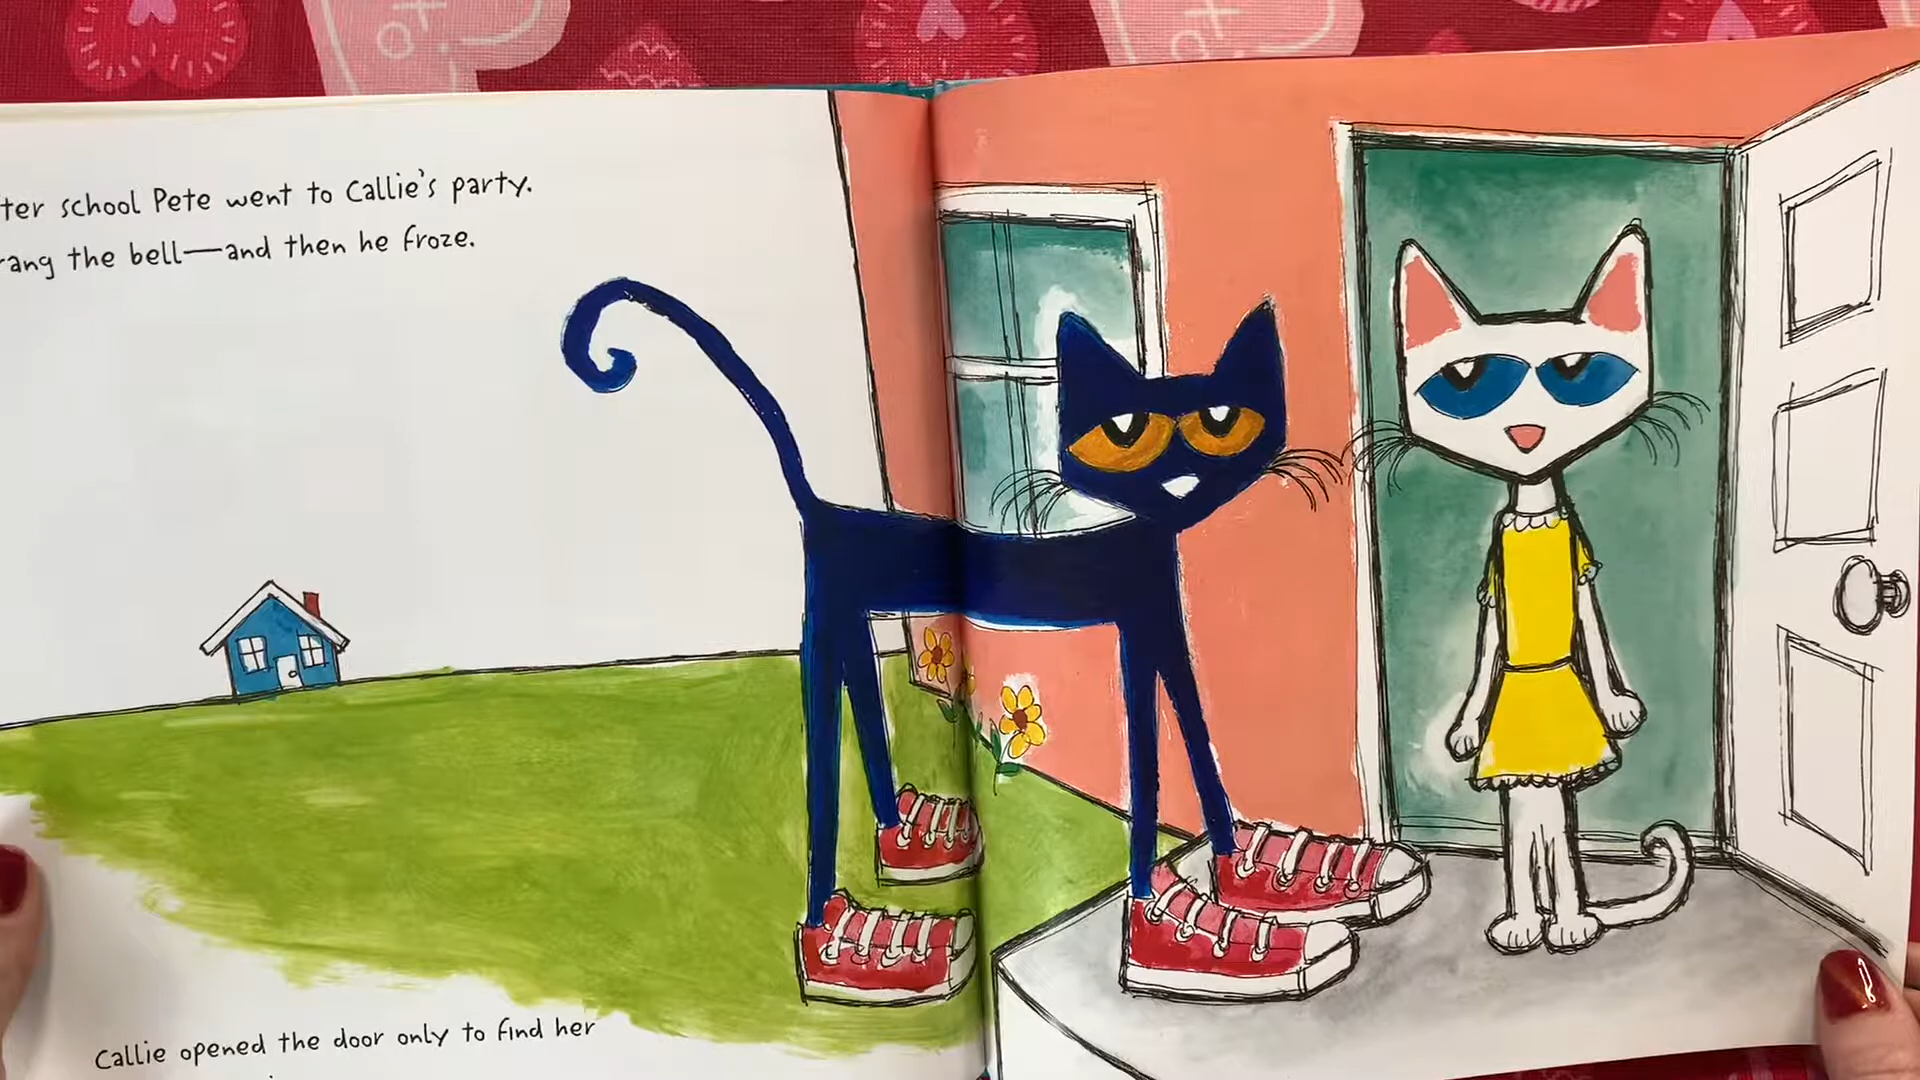 ter school Pete went to Callie's party.
rang the bell—and then he froze.
Callie opened the door only to find her